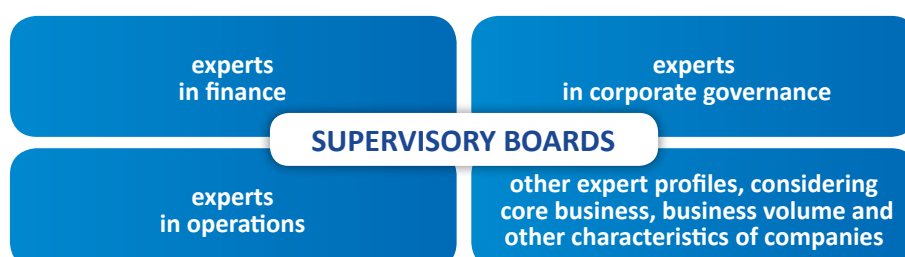 experts
in finance
experts
in corporate governance
SUPERVISORY BOARDS
experts
in operations
other expert profiles, considering
core business, business volume and
other characteristics of companies